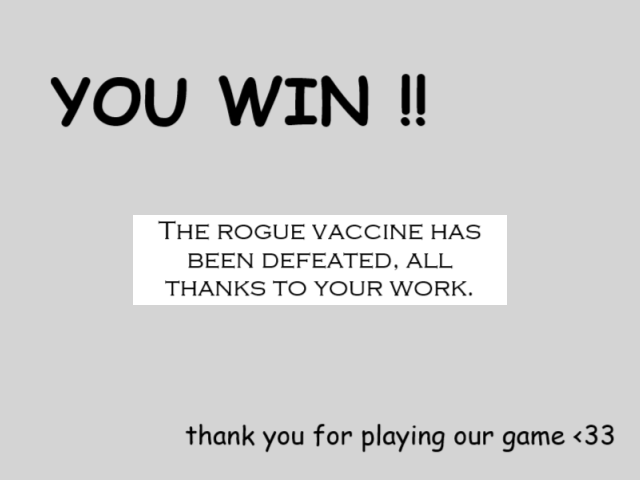 YOU WIN !!
The rogue vaccine has
been defeated, all
thanks to your work.
thank you for playing our game <33